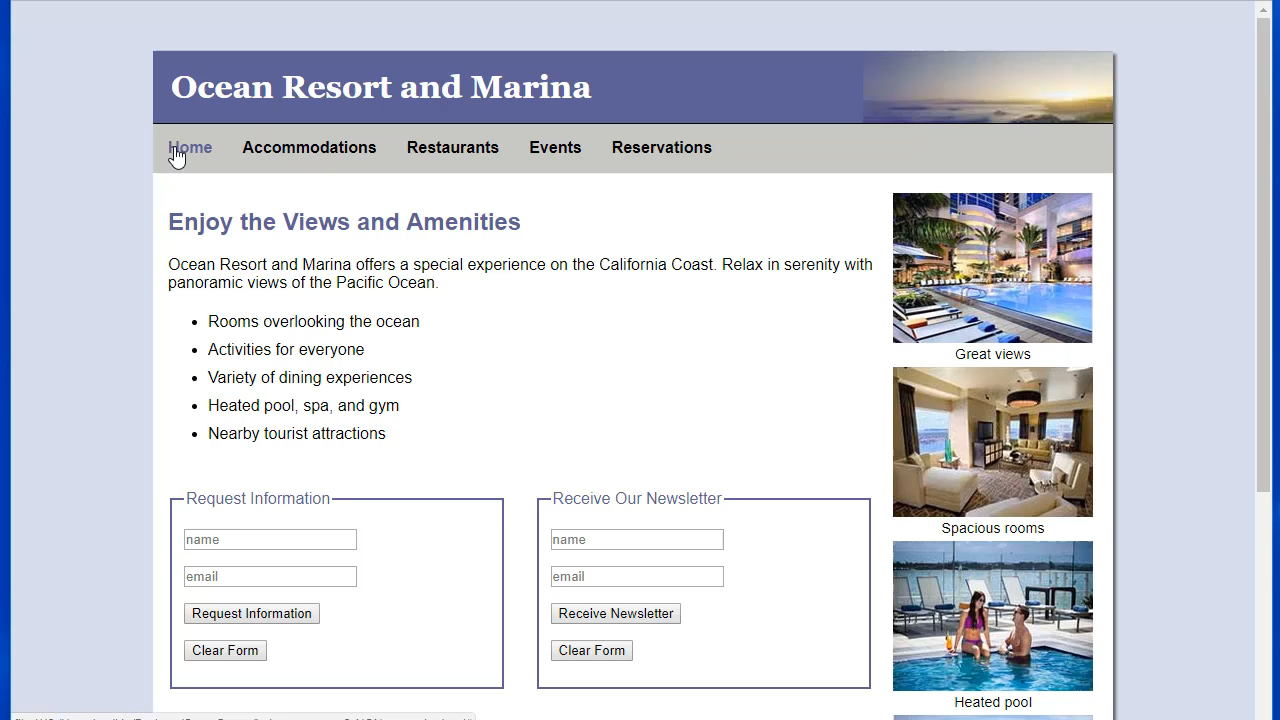 Ocean Resort and Marina
Home Accommodations Restaurants Events Reservations
Enjoy the Views and Amenities
Ocean Resort and Marina offers a special experience on the California Coast. Relax in serenity with
panoramic views of the Pacific Ocean.
Rooms overlooking the ocean
Activities for everyone
Variety of dining experiences
Heated pool, spa, and gym
Nearby tourist attractions
Request Information
name
email
Request Information
Clear Form
Receive Our Newsletter
name
email
Receive Newsletter
Clear Form
Great views
Spacious rooms
Heated pool